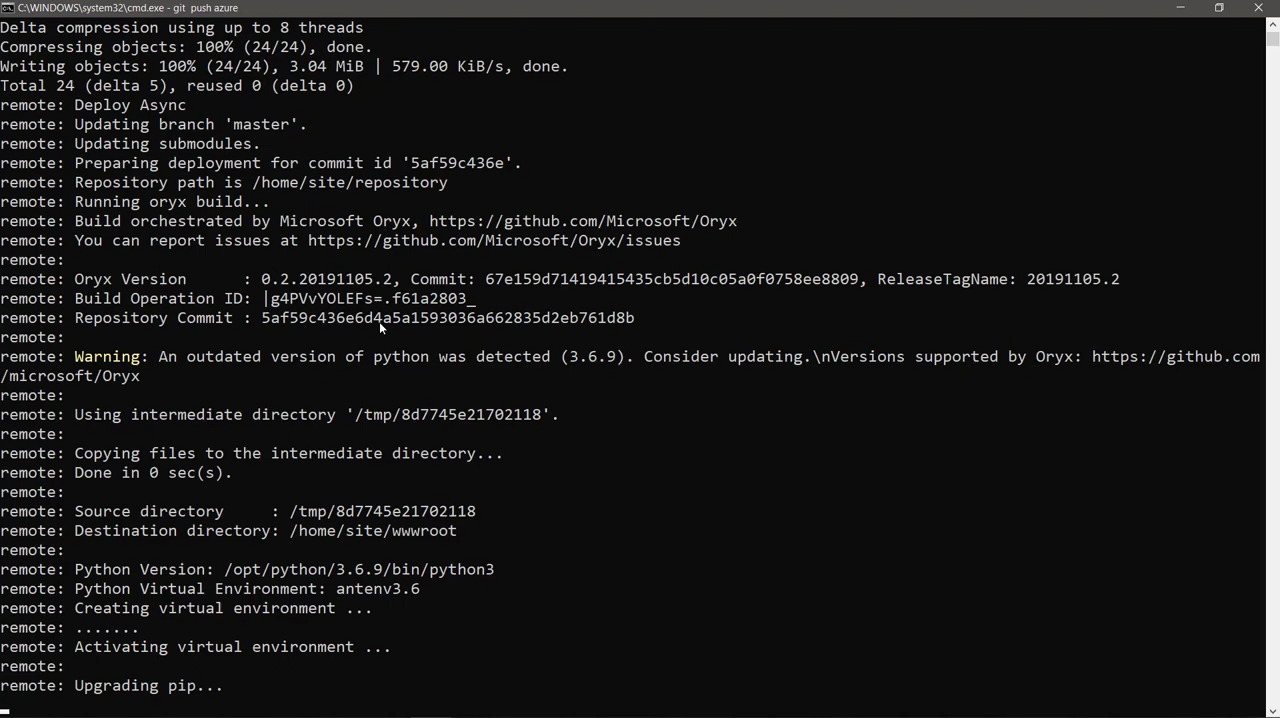 C:\WINDOWS\system32\cmd.exe - git push azure
Delta compression using up to 8 threads
Compressing objects: 100% (24/24), done.
Writing objects: 100% (24/24), 3.04 MiB | 579.00 KiB/s, done.
Total 24 (delta 5), reused 0 (delta 0)
remote: Deploy Async
remote: Updating branch 'master'.
remote: Updating submodules.
remote: Preparing deployment for commit id '5af59c436e'.
remote: Repository path is /home/site/repository
remote: Running oryx build...
remote: Build orchestrated by Microsoft Oryx, https://github.com/Microsoft/Oryx
remote: You can report issues at https://github.com/Microsoft/Oryx/issues
remote:
remote: Oryx Version      : 0.2.20191105.2, Commit: 67e159d71419415435cb5d10c05a0f0758ee8809, ReleaseTagName: 20191105.2
remote: Build Operation ID: |g4PVvYOLEFs=.f61a2803_
remote: Repository Commit : 5af59c436e6d4a5a1593036a662835d2eb761d8b
remote:
remote: Warning: An outdated version of python was detected (3.6.9). Consider updating.\nVersions supported by Oryx: https://github.com
/microsoft/Oryx
remote:
remote: Using intermediate directory '/tmp/8d7745e21702118'.
remote:
remote: Copying files to the intermediate directory...
remote: Done in 0 sec(s).
remote:
remote: Source directory     : /tmp/8d7745e21702118
remote: Destination directory: /home/site/wwwroot
remote:
remote: Python Version: /opt/python/3.6.9/bin/python3
remote: Python Virtual Environment: antenv3.6
remote: Creating virtual environment ...
remote: .......
remote: Activating virtual environment ...
remote:
remote: Upgrading pip...